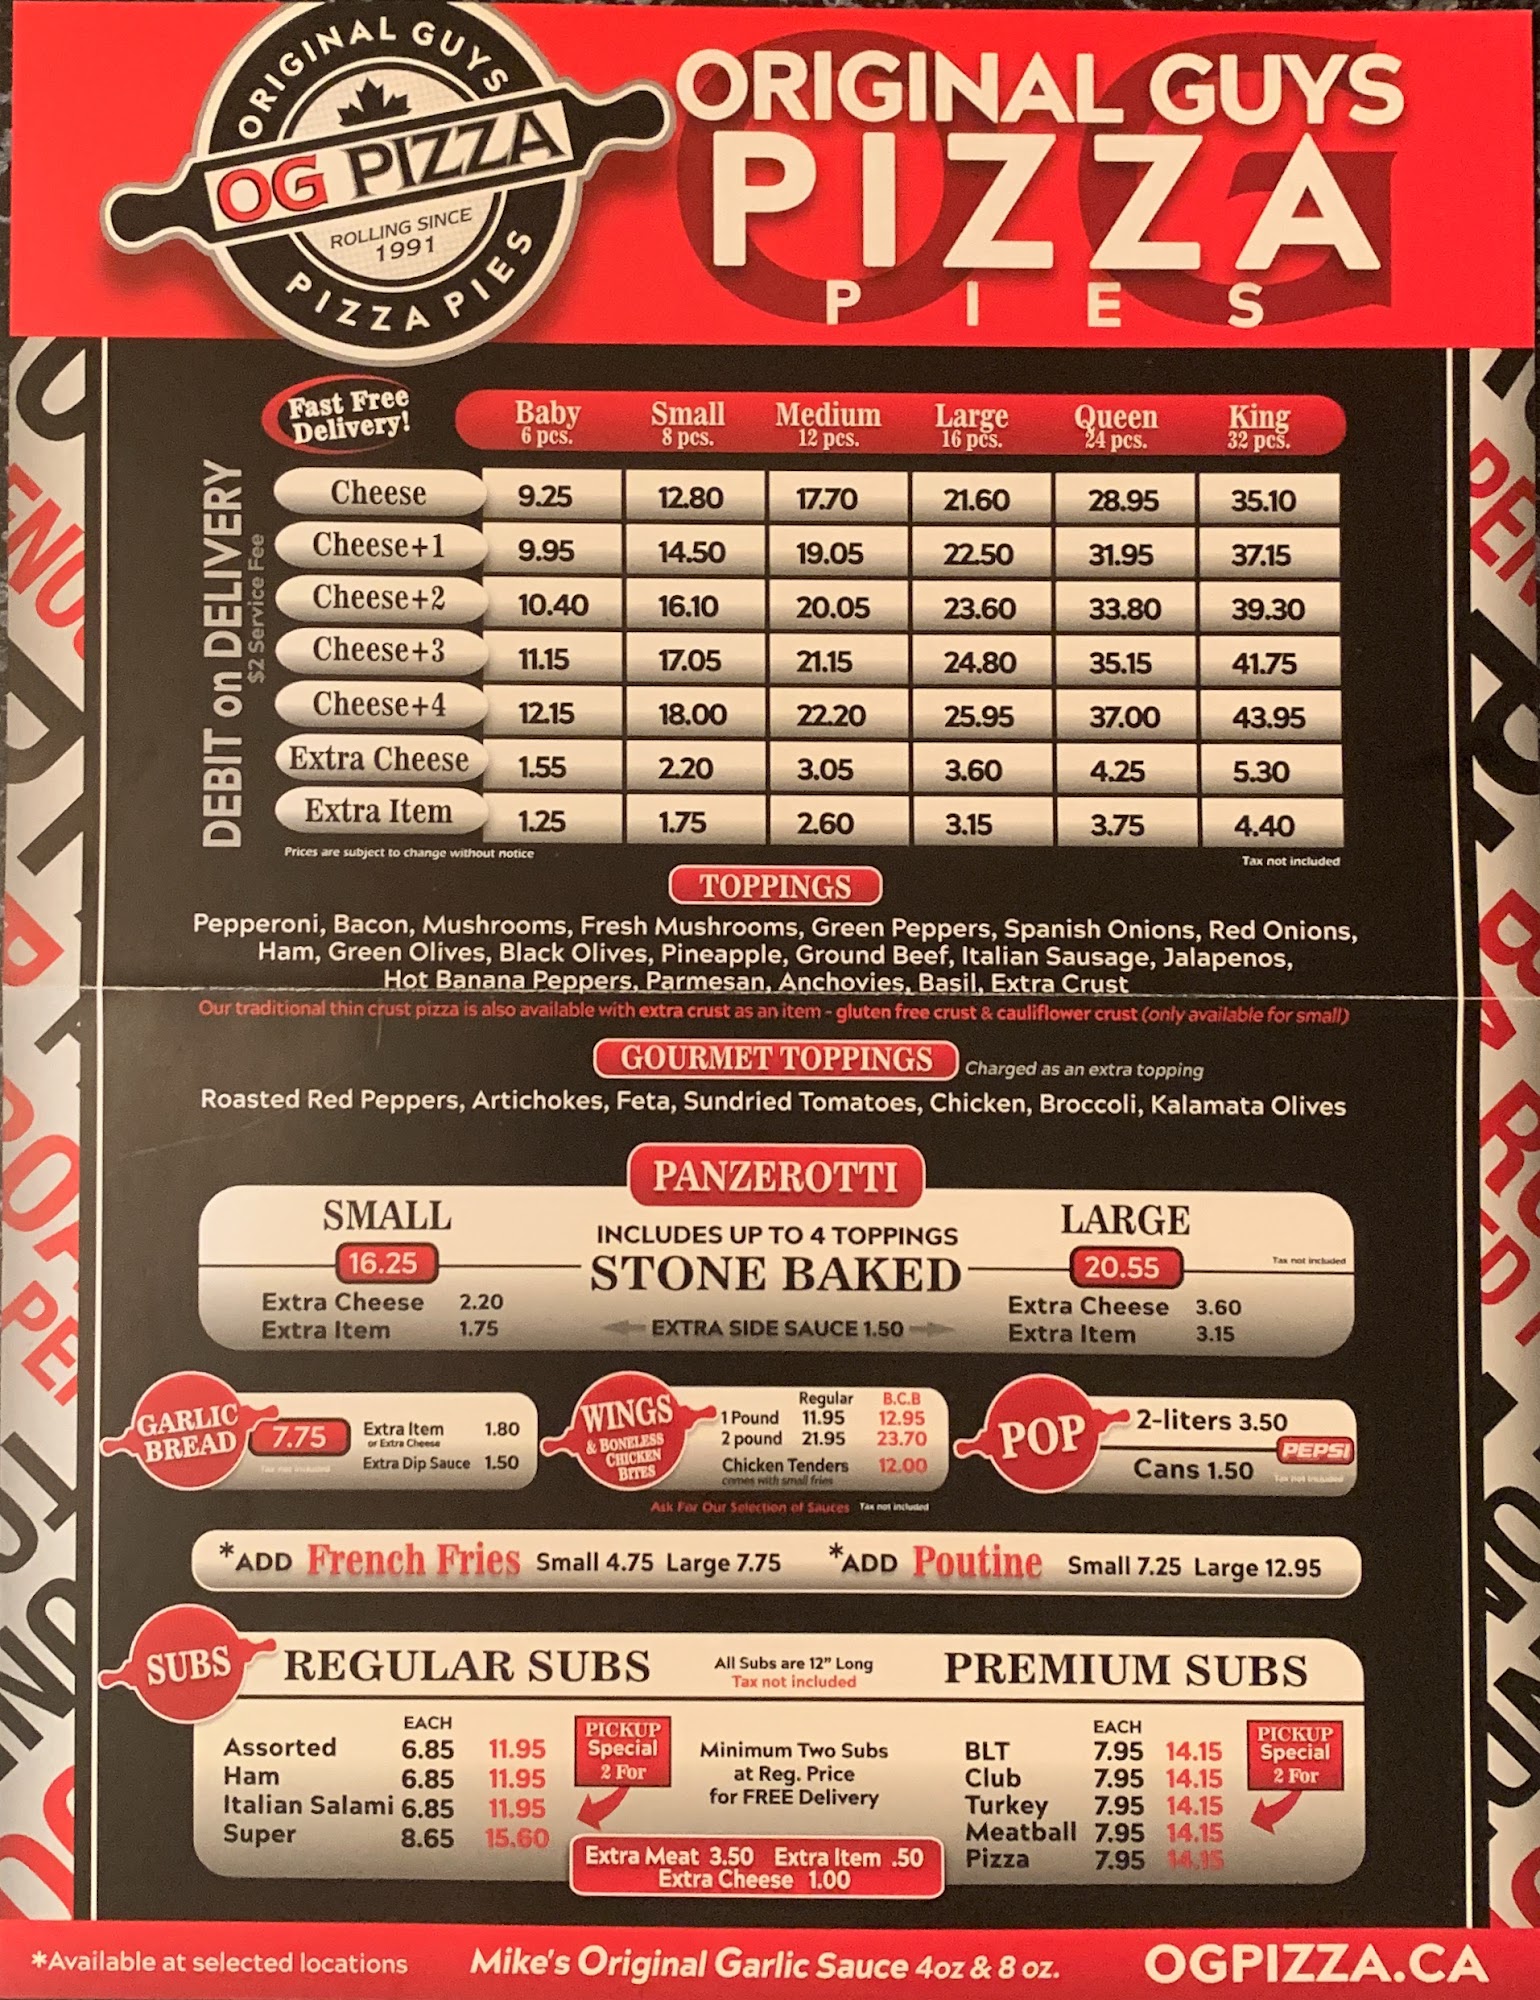 ORIGINAL GUYS
OG PIZZA
ROLLING SINCE
1991
PIZZA PIES
ORIGINAL GUYS
PIZZA
PIES
Fast Free
Delivery!
DEBIT on DELIVERY
$2 Service Fee
Baby Small Medium Large Queen King
6 pcs. 8 pcs. 12 pcs. 16 pcs. 24 pcs. 32 pcs.
Cheese 9.25 12.80 17.70 21.60 28.95 35.10
Cheese+1 9.95 14.50 19.05 22.50 31.95 37.15
Cheese+2 10.40 16.10 20.05 23.60 33.80 39.30
Cheese+3 11.15 17.05 21.15 24.80 35.15 41.75
Cheese+4 12.15 18.00 22.20 25.95 37.00 43.95
Extra Cheese 1.55 2.20 3.05 3.60 4.25 5.30
Extra Item 1.25 1.75 2.60 3.15 3.75 4.40
Prices are subject to change without notice Tax not included
TOPPINGS
Pepperoni, Bacon, Mushrooms, Fresh Mushrooms, Green Peppers, Spanish Onions, Red Onions,
Ham, Green Olives, Black Olives, Pineapple, Ground Beef, Italian Sausage, Jalapenos,
Hot Banana Peppers, Parmesan, Anchovies, Basil, Extra Crust
Our traditional thin crust pizza is also available with extra crust as an item - gluten free crust & cauliflower crust (only available for small)
GOURMET TOPPINGS Charged as an extra topping
Roasted Red Peppers, Artichokes, Feta, Sundried Tomatoes, Chicken, Broccoli, Kalamata Olives
PANZEROTTI
SMALL
16.25
Extra Cheese 2.20
Extra Item 1.75
INCLUDES UP TO 4 TOPPINGS
STONE BAKED
EXTRA SIDE SAUCE 1.50
LARGE
20.55
Tax not included
Extra Cheese 3.60
Extra Item 3.15
GARLIC
BREAD
7.75
Tax not included
Extra Item 1.80
or Extra Cheese
Extra Dip Sauce 1.50
WINGS
& BONELESS
CHICKEN
BITES
Regular B.C.B
1 Pound 11.95 12.95
2 pound 21.95 23.70
Chicken Tenders 12.00
comes with small fries
Ask For Our Selection of Sauces Tax not included
POP
2-liters 3.50
PEPSI
Cans 1.50
Tax not included
*ADD French Fries Small 4.75 Large 7.75 *ADD Poutine Small 7.25 Large 12.95
SUBS
REGULAR SUBS
All Subs are 12" Long
Tax not included
PREMIUM SUBS
EACH
Assorted 6.85 11.95
Ham 6.85 11.95
Italian Salami 6.85 11.95
Super 8.65 15.60
PICKUP
Special
2 For
Minimum Two Subs
at Reg. Price
for FREE Delivery
Extra Meat 3.50 Extra Item .50
Extra Cheese 1.00
EACH
BLT 7.95 14.15
Club 7.95 14.15
Turkey 7.95 14.15
Meatball 7.95 14.15
Pizza 7.95 14.15
PICKUP
Special
2 For
*Available at selected locations Mike's Original Garlic Sauce 4oz & 8 oz. OGPIZZA.CA